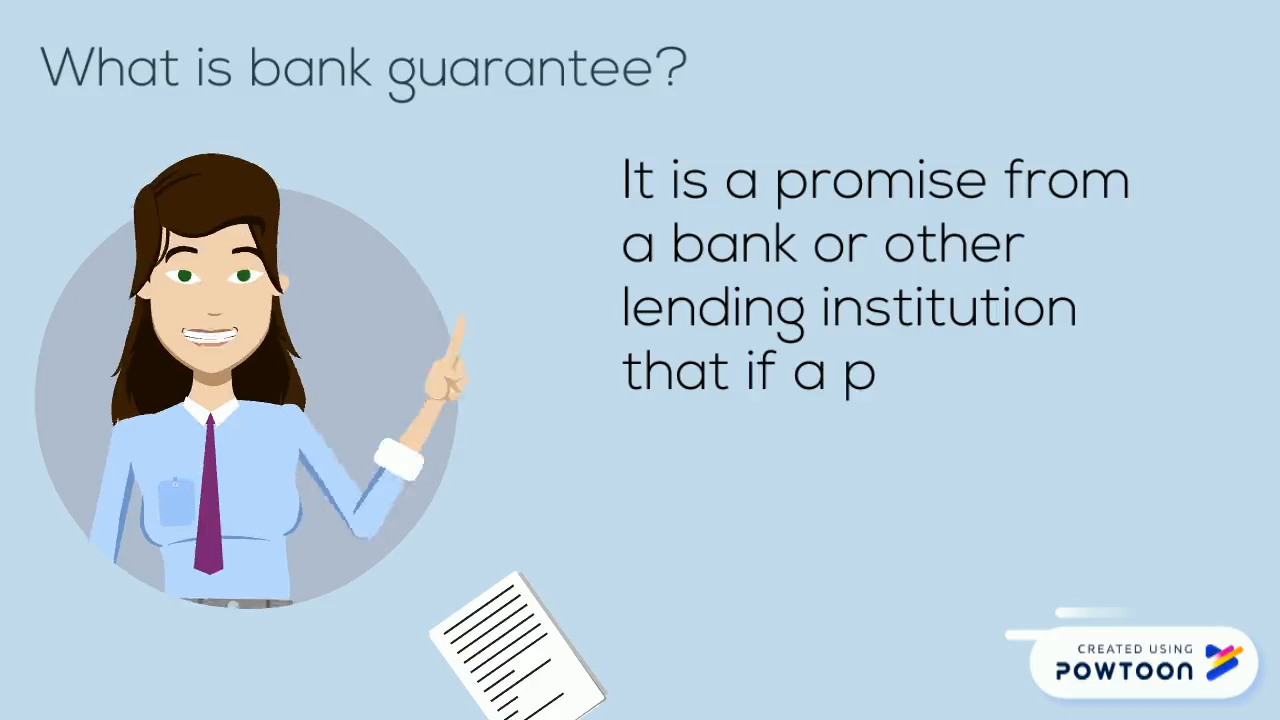 What is bank guarantee?
It is a promise from
a bank or other
lending institution
that if a p
CREATED USING
POWTOON